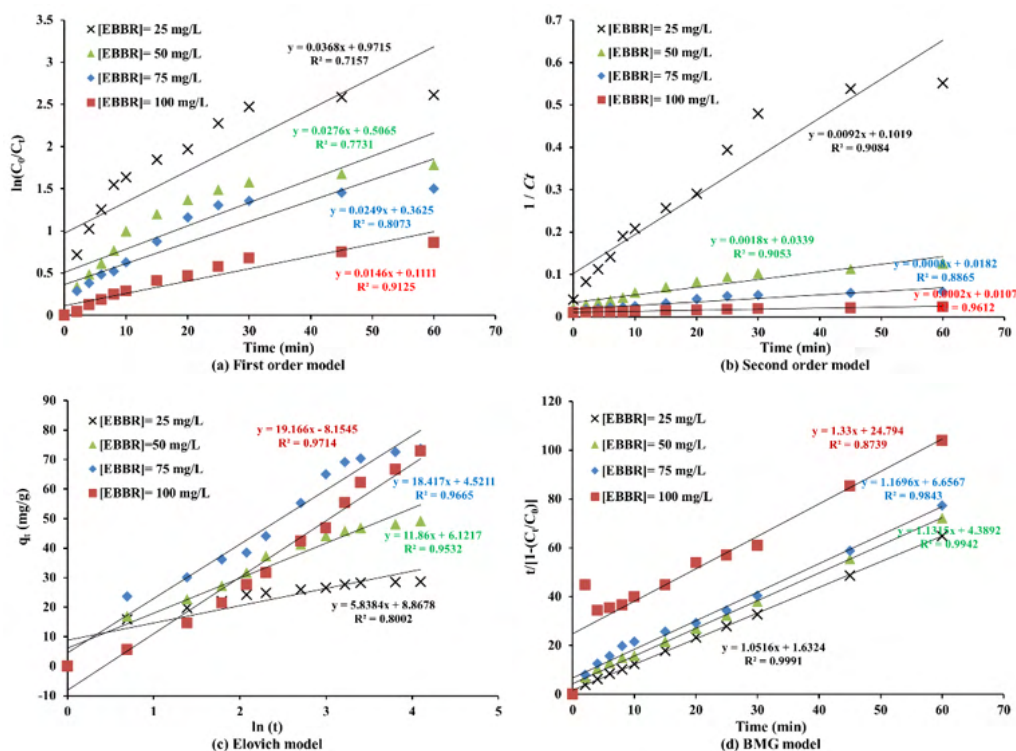 3.5
3
2.5
2
1.5
1
0.5
0
0 10 20 30 40 50 60 70
ln(C₀/Cₜ)
[EBBR]= 25 mg/L
[EBBR]= 50 mg/L
[EBBR]= 75 mg/L
[EBBR]= 100 mg/L
y = 0.0368x + 0.9715
R² = 0.7157
y = 0.0276x + 0.5065
R² = 0.7731
y = 0.0249x + 0.3625
R² = 0.8073
y = 0.0146x + 0.1111
R² = 0.9125
Time (min)
(a) First order model
0.7
0.6
0.5
0.4
0.3
0.2
0.1
0
0 10 20 30 40 50 60 70
1 / Ct
[EBBR]= 25 mg/L
[EBBR]= 50 mg/L
[EBBR]= 75 mg/L
[EBBR]= 100 mg/L
y = 0.0092x + 0.1019
R² = 0.9084
y = 0.0018x + 0.0339
R² = 0.9053
y = 0.0008x + 0.0182
R² = 0.8865
y = 0.0002x + 0.0107
= 0.9612
Time (min)
(b) Second order model
90
80
70
60
50
40
30
20
10
0
-10
0 1 2 3 4 5
qₜ (mg/g)
[EBBR]= 25 mg/L
[EBBR]=50 mg/L
[EBBR]= 75 mg/L
[EBBR]= 100 mg/L
y = 19.166x - 8.1545
R² = 0.9714
y = 18.417x + 4.5211
R² = 0.9665
y = 11.86x + 6.1217
R² = 0.9532
y = 5.8384x + 8.8678
R² = 0.8002
ln (t)
(c) Elovich model
120
100
80
60
40
20
0
0 10 20 30 40 50 60 70
t/[1-(Cₜ/C₀)]
[EBBR]= 25 mg/L
[EBBR]= 50 mg/L
[EBBR]= 75 mg/L
[EBBR]= 100 mg/L
y = 1.33x + 24.794
R² = 0.8739
y = 1.1696x + 6.6567
R² = 0.9843
y = 1.1315x + 4.3892
R² = 0.9942
y = 1.0516x + 1.6324
R² = 0.9991
Time (min)
(d) BMG model